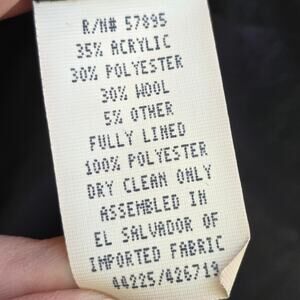 R/N# 57895
35% ACRYLIC
30% POLYESTER
30% WOOL
5% OTHER
FULLY LINED
100% POLYESTER
DRY CLEAN ONLY
ASSEMBLED IN
EL SALVADOR OF
IMPORTED FABRIC
44225/426713